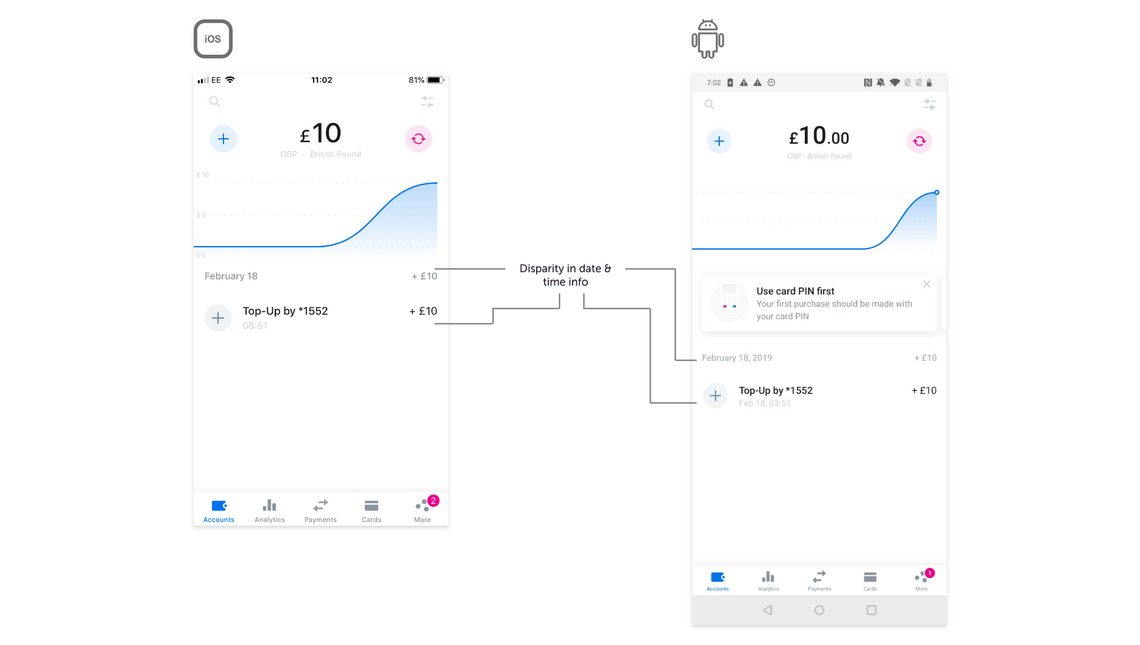 iOS
EE 11:02 81%
£10
GBP · British Pound
£10
£5
£0
February 18 + £10
Top-Up by *1552 + £10
08:51
Accounts Analytics Payments Cards More 2
Disparity in date &
time info
7:02
£10.00
GBP · British Pound
Use card PIN first
Your first purchase should be made with
your card PIN
February 18, 2019 + £10
Top-Up by *1552 + £10
Feb 18, 03:51
Accounts Analytics Payments Cards More 1